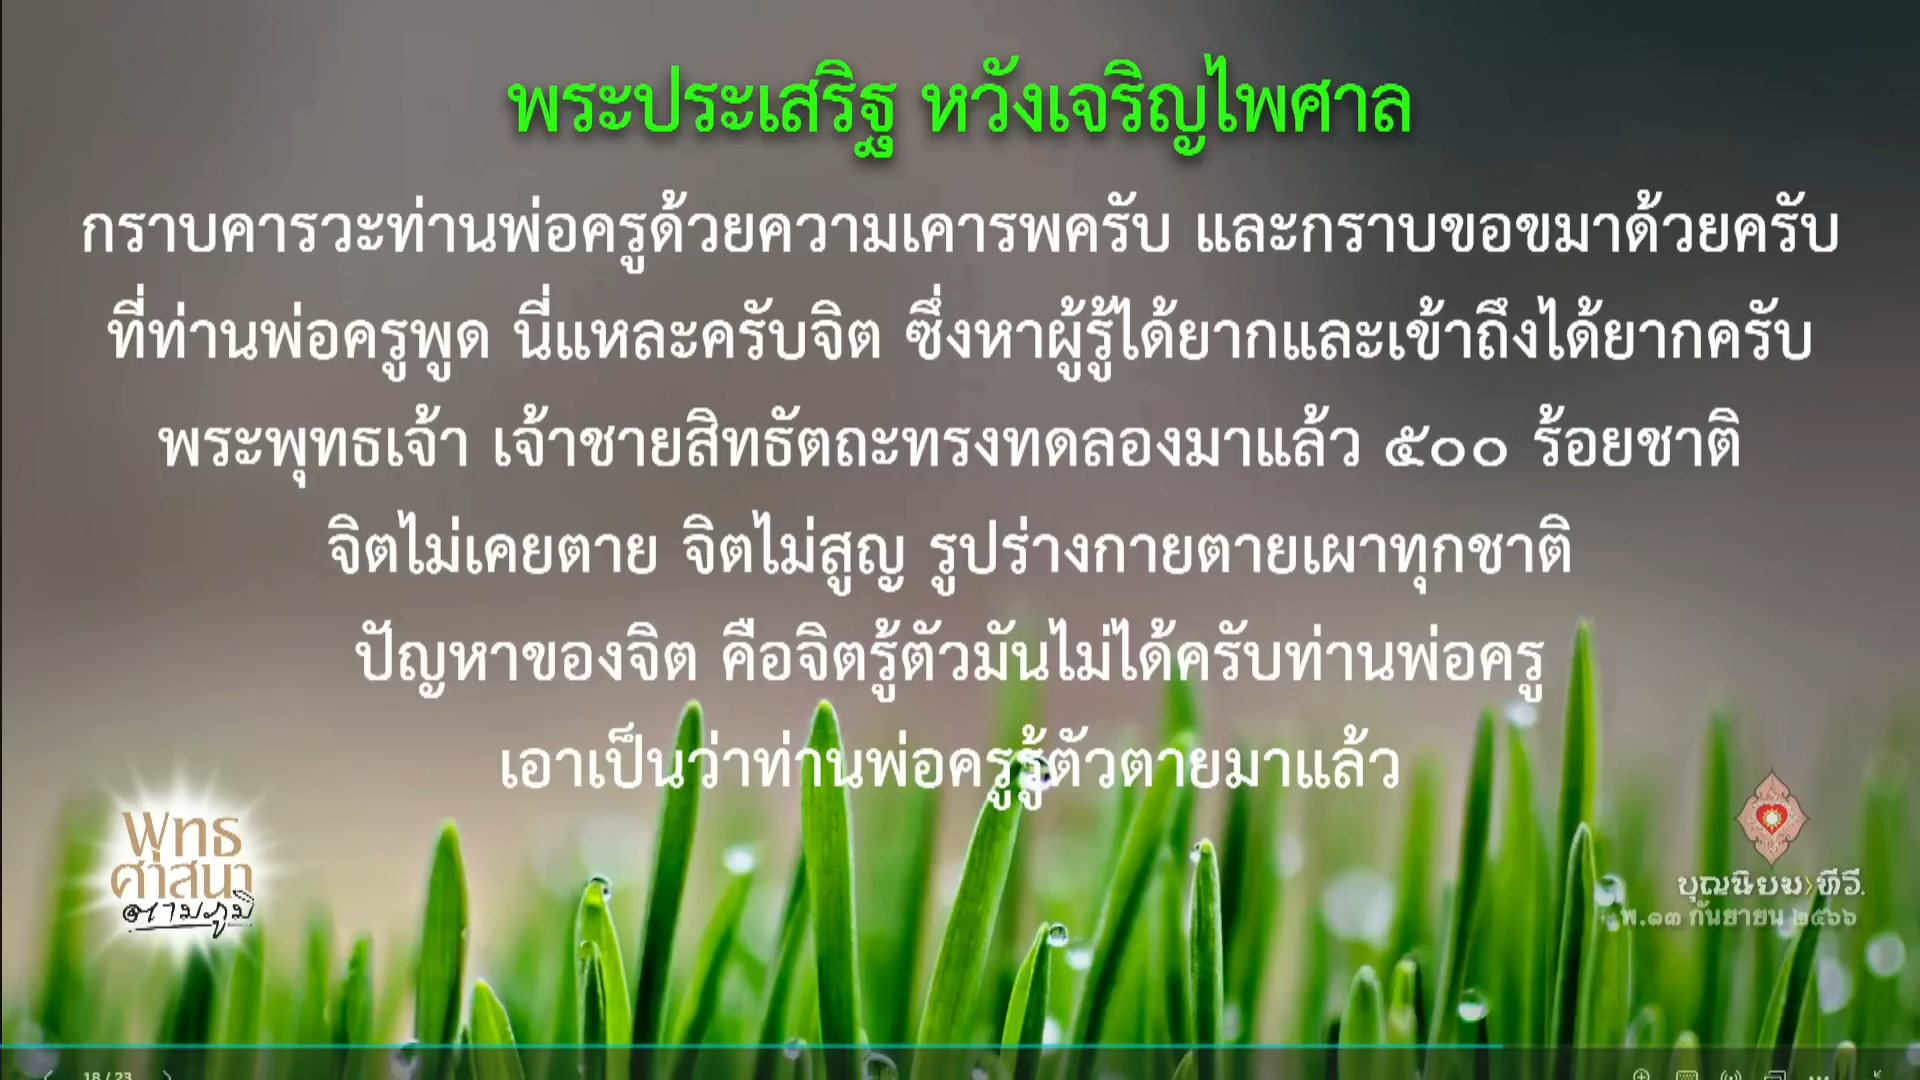 พระประเสริฐ หวังเจริญไพศาล
กราบคารวะท่านพ่อครูด้วยความเคารพครับ และกราบขอขมาด้วยครับ
ที่ท่านพ่อครูพูด นี่แหละครับจิต ซึ่งหาผู้รู้ได้ยากและเข้าถึงได้ยากครับ
พระพุทธเจ้า เจ้าชายสิทธัตถะทรงทดลองมาแล้ว ๕๐๐ ร้อยชาติ
จิตไม่เคยตาย จิตไม่สูญ รูปร่างกายตายเผาทุกชาติ
ปัญหาของจิต คือจิตรู้ตัวมันไม่ได้ครับท่านพ่อครู
เอาเป็นว่าท่านพ่อครูรู้ตัวตายมาแล้ว
พุทธ
ศาสนา
ตามภูมิ
บุญนิยม ทีวี.
พ.๑๓ กันยายน ๒๕๖๖
18 / 23